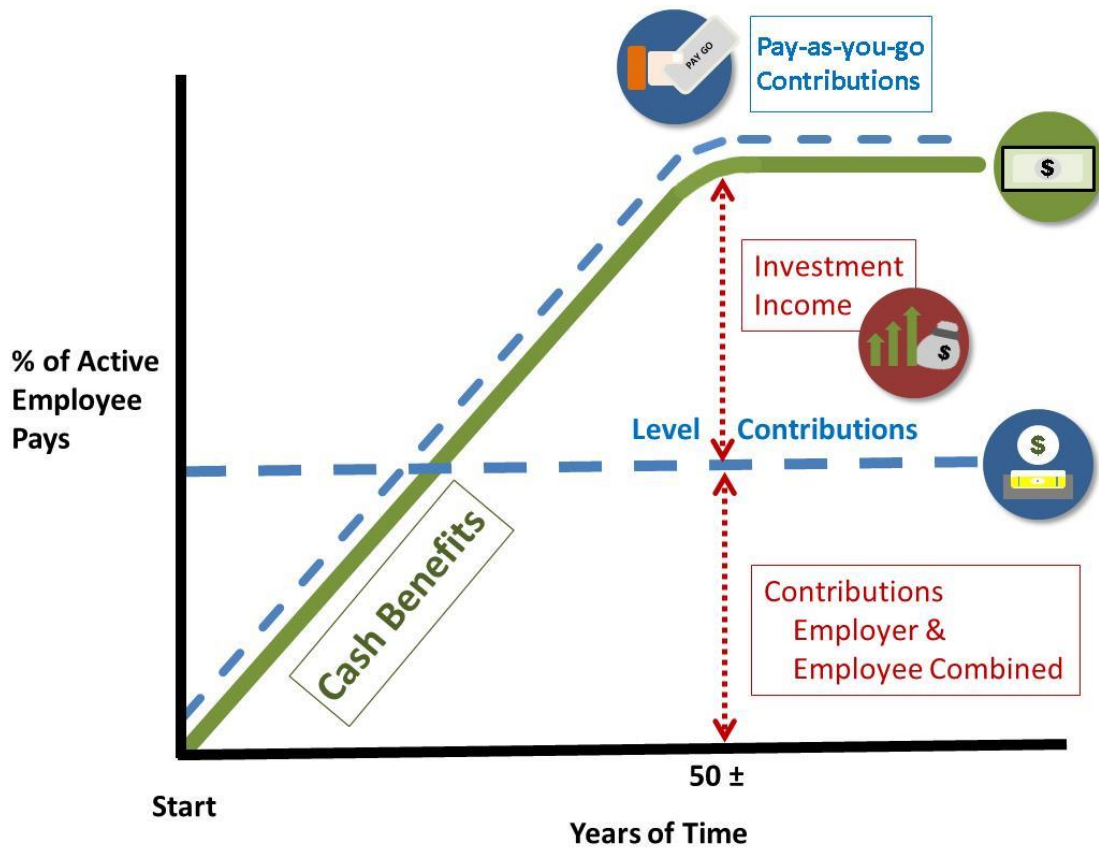 PAY GO
Pay-as-you-go
Contributions
$
Investment
Income
$
% of Active
Employee
Pays
Level Contributions
$
Cash Benefits
Contributions
Employer &
Employee Combined
50 ±
Start
Years of Time